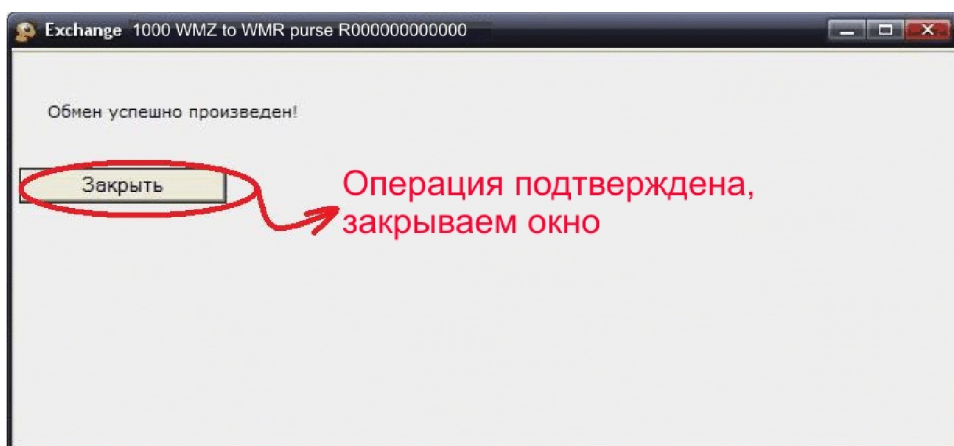 Exchange 1000 WMZ to WMR purse R000000000000
Обмен успешно произведен!
Закрыть
Операция подтверждена,
закрываем окно